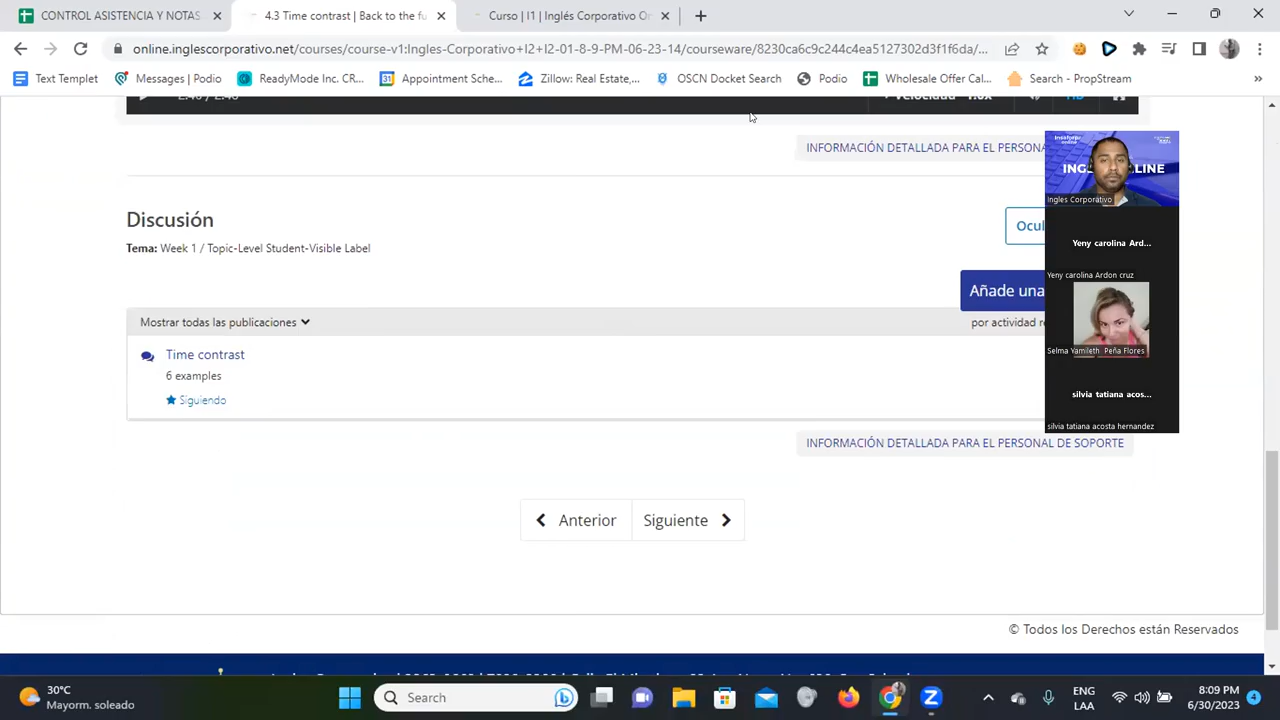 CONTROL ASISTENCIA Y NOTAS
4.3 Time contrast | Back to the fu
Curso | I1 | Inglés Corporativo On
online.inglescorporativo.net/courses/course-v1:Ingles-Corporativo+I2+I2-01-8-9-PM-06-23-14/courseware/8230ca6c9c244c4ea5127302d3f1f6da/...
Text Templet
Messages | Podio
ReadyMode Inc. CR...
Appointment Sche...
Zillow: Real Estate,...
OSCN Docket Search
Podio
Wholesale Offer Cal...
Search - PropStream
»
INFORMACIÓN DETALLADA PARA EL PERSONA
Ingles Corporativo
Discusión
Ocul
Tema: Week 1 / Topic-Level Student-Visible Label
Yeny carolina Ard...
Yeny carolina Ardon cruz
Añade una
Mostrar todas las publicaciones
por actividad re
Time contrast
Selma Yamileth Peña Flores
6 examples
Siguiendo
silvia tatiana acos...
silvia tatiana acosta hernandez
INFORMACIÓN DETALLADA PARA EL PERSONAL DE SOPORTE
Anterior
Siguiente
© Todos los Derechos están Reservados
30°C
Mayorm. soleado
Search
ENG
LAA
8:09 PM
6/30/2023
4